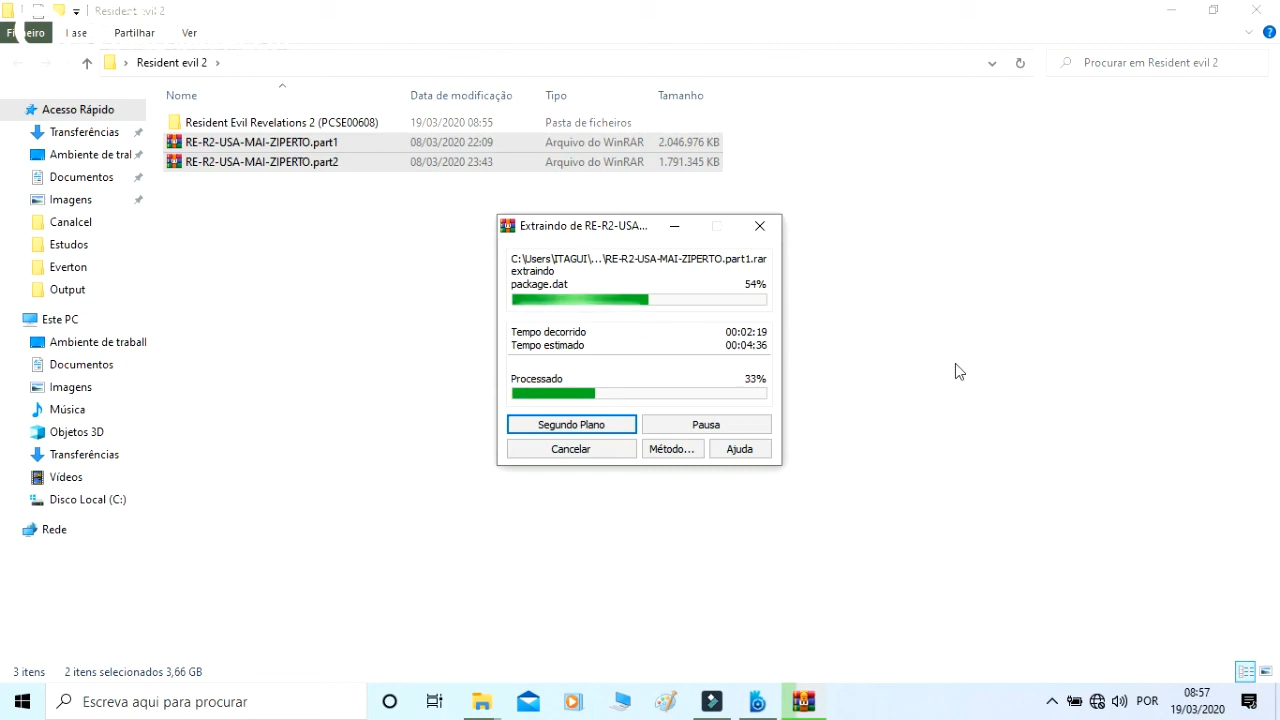 Resident evil 2
Partilhar
Ver
Resident evil 2
Procurar em Resident evil 2
Nome
Data de modificação
Tipo
Tamanho
Resident Evil Revelations 2 (PCSE00608)
19/03/2020 08:55
Pasta de ficheiros
RE-R2-USA-MAI-ZIPERTO.part1
08/03/2020 22:09
Arquivo do WinRAR
2.046.976 KB
RE-R2-USA-MAI-ZIPERTO.part2
08/03/2020 23:43
Arquivo do WinRAR
1.791.345 KB
Acesso Rápido
Transferências
Ambiente de tral
Documentos
Imagens
Canalcel
Estudos
Everton
Output
Este PC
Ambiente de traball
Documentos
Imagens
Música
Objetos 3D
Transferências
Vídeos
Disco Local (C:)
Rede
Extraindo de RE-R2-USA...
C:\Users\ITAGUI\...\RE-R2-USA-MAI-ZIPERTO.part1.rar
extraindo
package.dat 54%
Tempo decorrido 00:02:19
Tempo estimado 00:04:36
Processado 33%
Segundo Plano
Pausa
Cancelar
Método...
Ajuda
3 itens
2 itens selecionados 3,66 GB
Escreva aqui para procurar
POR
08:57
19/03/2020